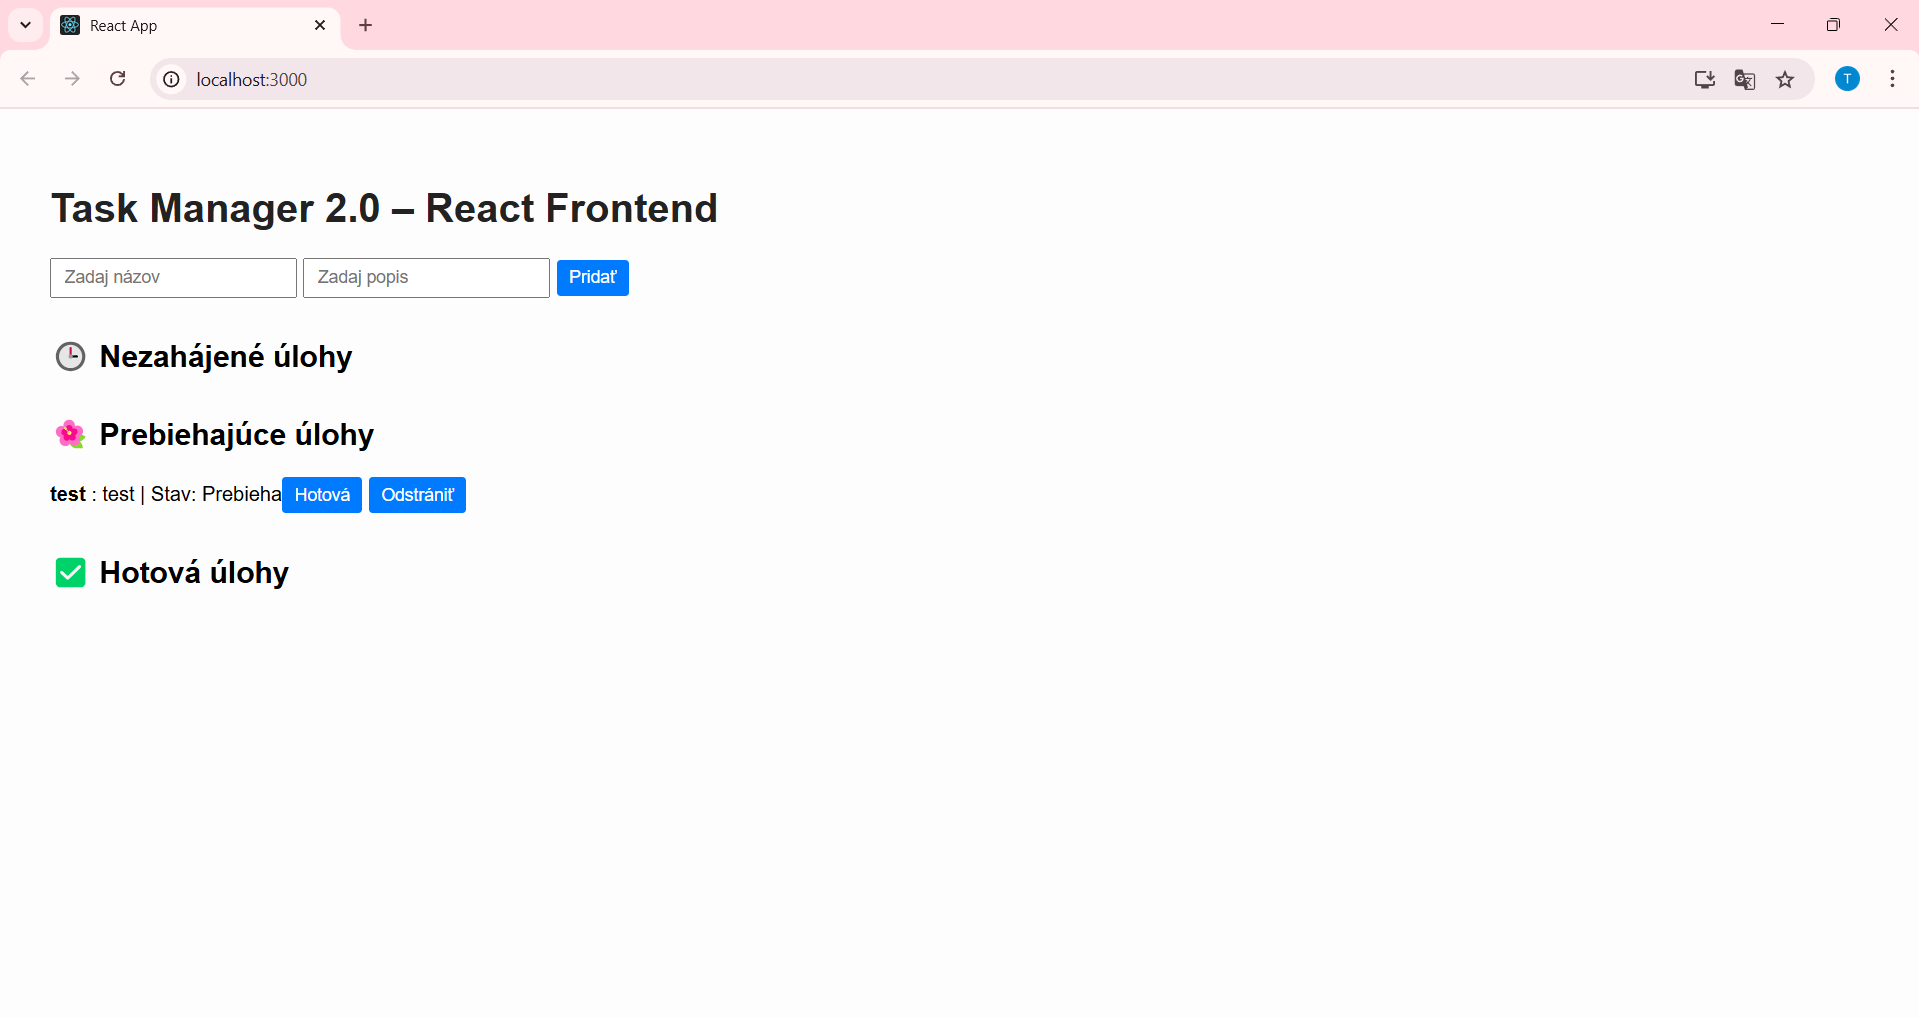 React App
localhost:3000
T
Task Manager 2.0 – React Frontend
Zadaj názov Zadaj popis Pridať
Nezahájené úlohy
Prebiehajúce úlohy
test : test | Stav: Prebieha Hotová Odstrániť
Hotová úlohy